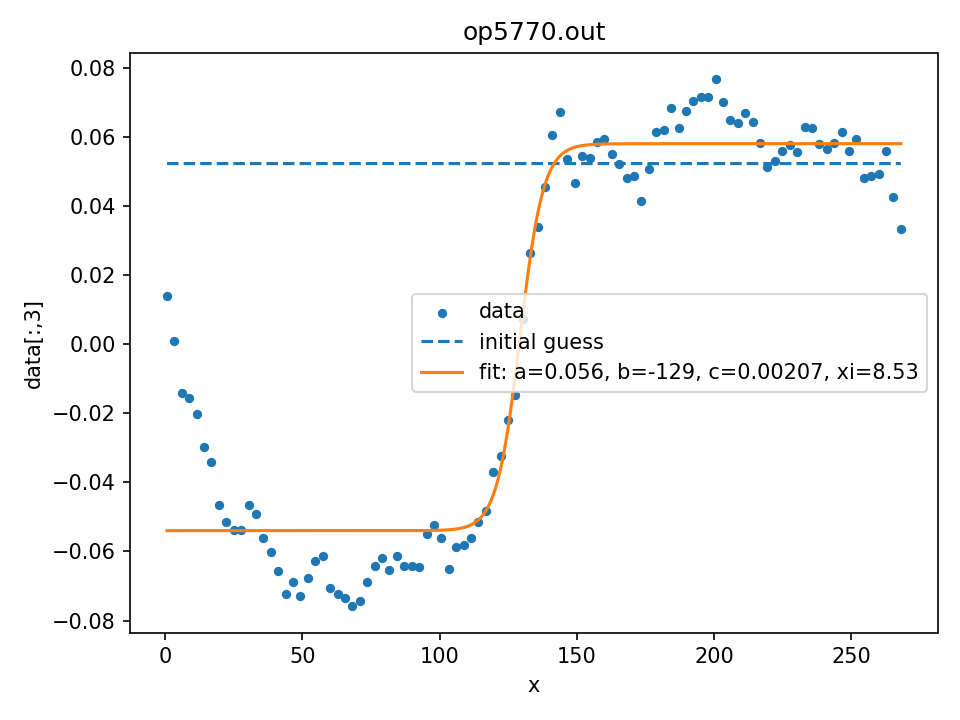 op5770.out
0.08
0.06
0.04
0.02
0.00
−0.02
−0.04
−0.06
−0.08
data[:,3]
data
initial guess
fit: a=0.056, b=-129, c=0.00207, xi=8.53
0 50 100 150 200 250
x